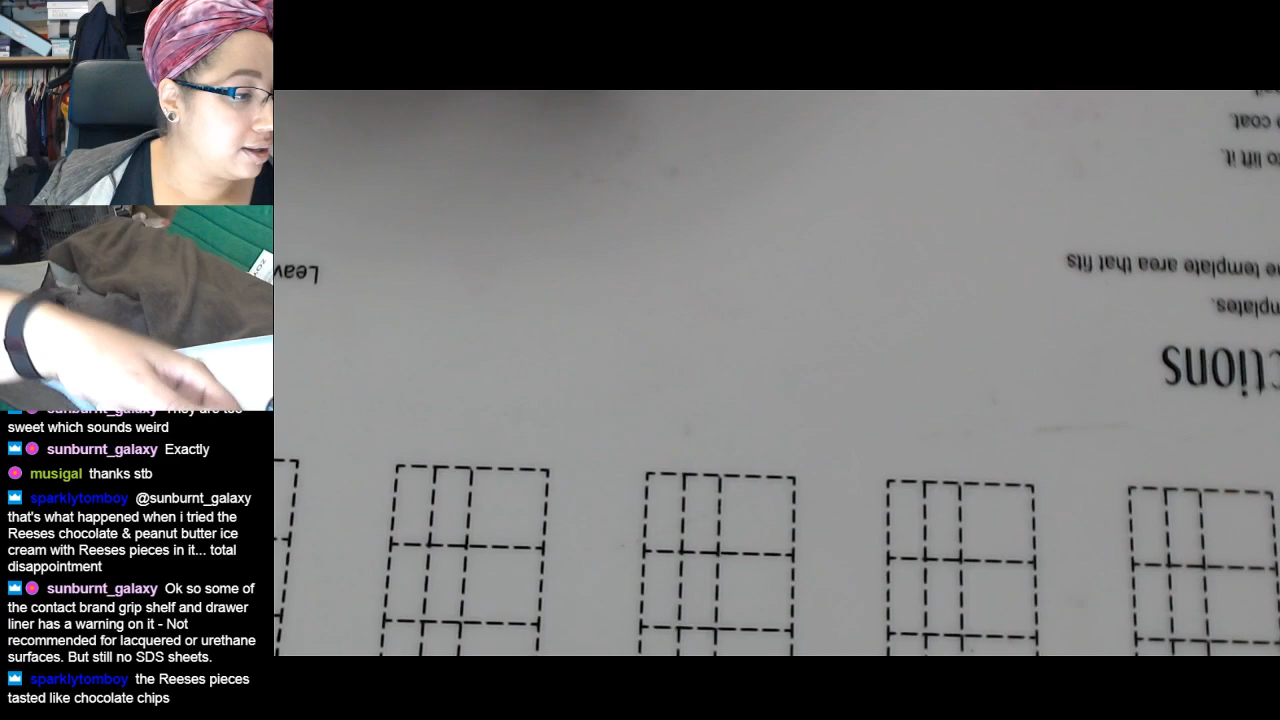 sunburnt_galaxy They are too
sweet which sounds weird
sunburnt_galaxy Exactly
musigal thanks stb
sparklytomboy @sunburnt_galaxy
that's what happened when i tried the
Reeses chocolate & peanut butter ice
cream with Reeses pieces in it... total
disappointment
sunburnt_galaxy Ok so some of
the contact brand grip shelf and drawer
liner has a warning on it - Not
recommended for lacquered or urethane
surfaces. But still no SDS sheets.
sparklytomboy the Reeses pieces
tasted like chocolate chips
ctions
mplates.
e template area that fits
Leav
to lift it.
coat